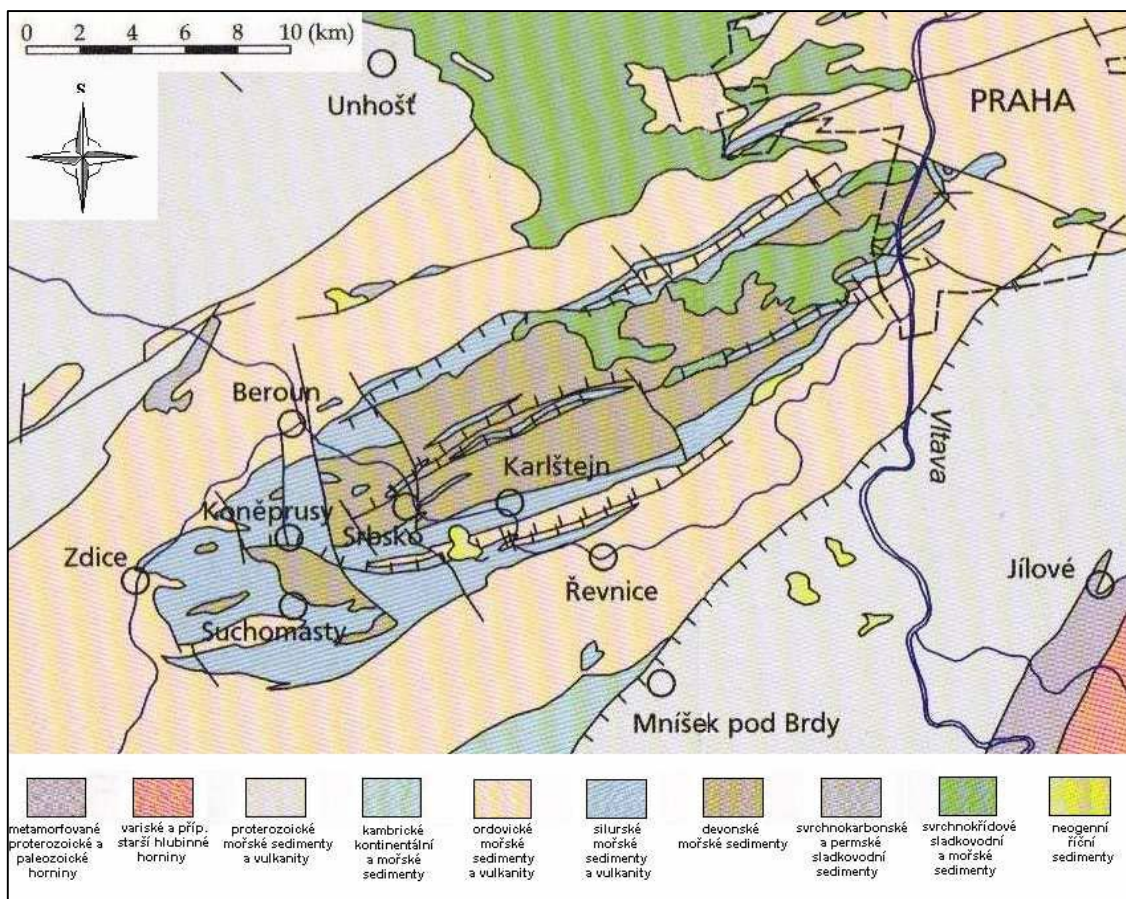 0 2 4 6 8 10 (km)
S
Unhošť
PRAHA
Beroun
Vltava
Karlštejn
Koněprusy
Srbsko
Zdice
Řevnice
Jílové
Suchomasty
Mníšek pod Brdy
metamorfované
proterozoické a
paleozoické
horniny
variské a příp.
starší hlubinné
horniny
proterozoické
mořské sedimenty
a vulkanity
kambrické
kontinentální
a mořské
sedimenty
ordovické
mořské
sedimenty
a vulkanity
silurské
mořské
sedimenty
a vulkanity
devonské
mořské sedimenty
svrchnokarbonské
a permské
sladkovodní
sedimenty
svrchnokřídové
sladkovodní
a mořské
sedimenty
neogenní
říční
sedimenty